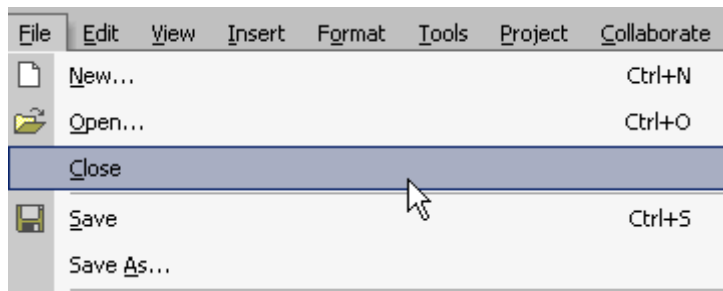 File Edit View Insert Format Tools Project Collaborate
New... Ctrl+N
Open... Ctrl+O
Close
Save Ctrl+S
Save As...